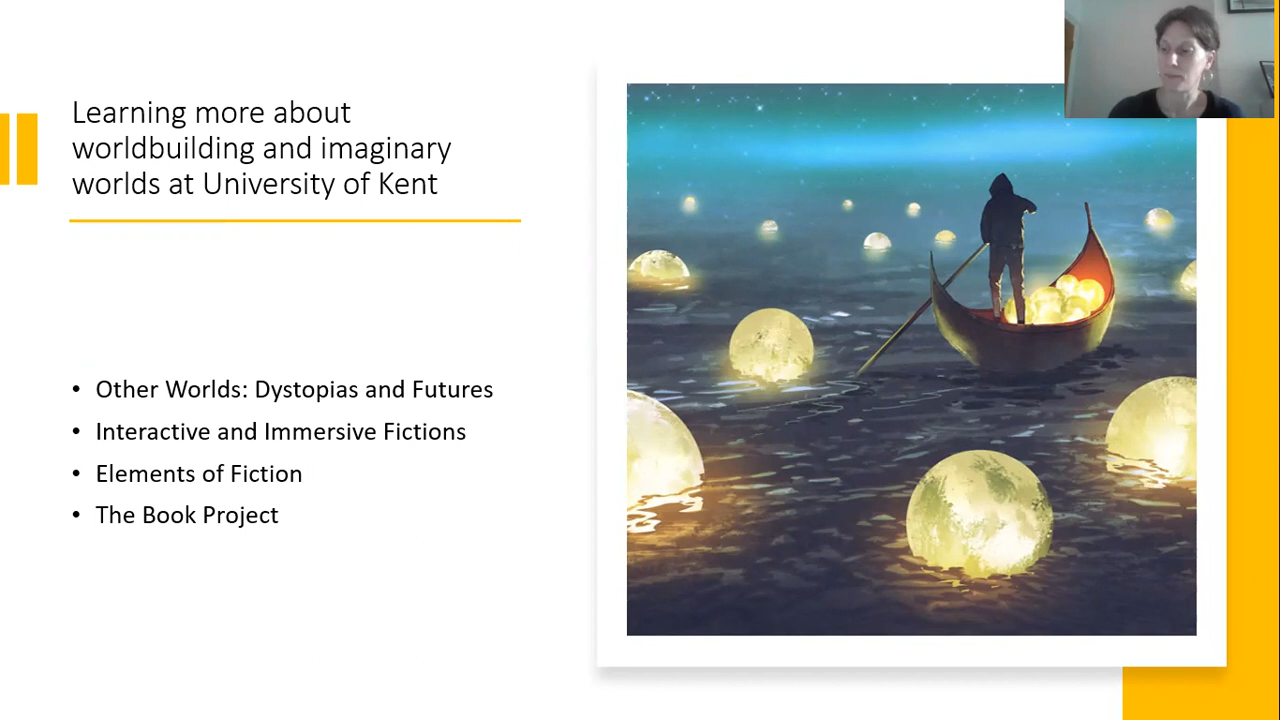 Learning more about
worldbuilding and imaginary
worlds at University of Kent
• Other Worlds: Dystopias and Futures
• Interactive and Immersive Fictions
• Elements of Fiction
• The Book Project